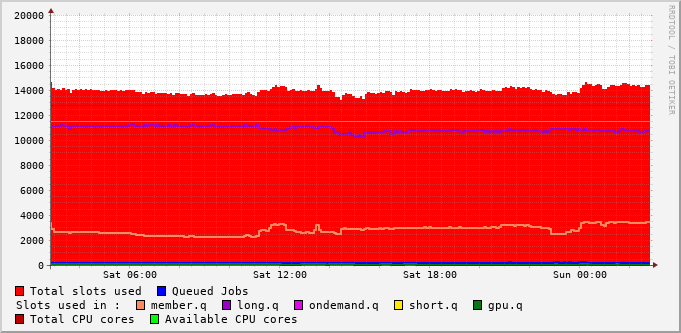 RRDTOOL / TOBI OETIKER
20000
18000
16000
14000
12000
10000
8000
6000
4000
2000
0
Sat 06:00 Sat 12:00 Sat 18:00 Sun 00:00
Total slots used Queued Jobs
Slots used in : member.q long.q ondemand.q short.q gpu.q
Total CPU cores Available CPU cores